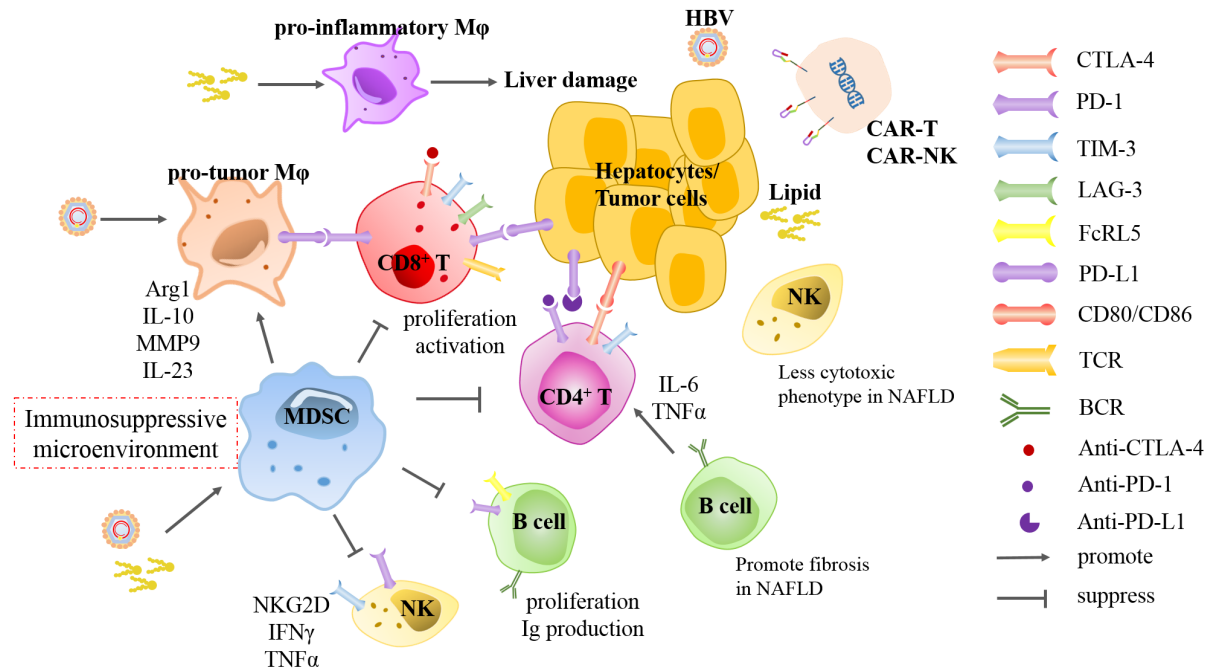 pro-inflammatory Mφ
HBV
Liver damage
CAR-T
CAR-NK
pro-tumor Mφ
Hepatocytes/
Tumor cells
Lipid
CD8⁺ T
NK
Arg1
IL-10
MMP9
IL-23
proliferation
activation
Less cytotoxic
phenotype in NAFLD
MDSC
CD4⁺ T
IL-6
TNFα
Immunosuppressive
microenvironment
B cell
B cell
Promote fibrosis
in NAFLD
NKG2D
IFNγ
TNFα
NK
proliferation
Ig production
CTLA-4
PD-1
TIM-3
LAG-3
FcRL5
PD-L1
CD80/CD86
TCR
BCR
Anti-CTLA-4
Anti-PD-1
Anti-PD-L1
promote
suppress